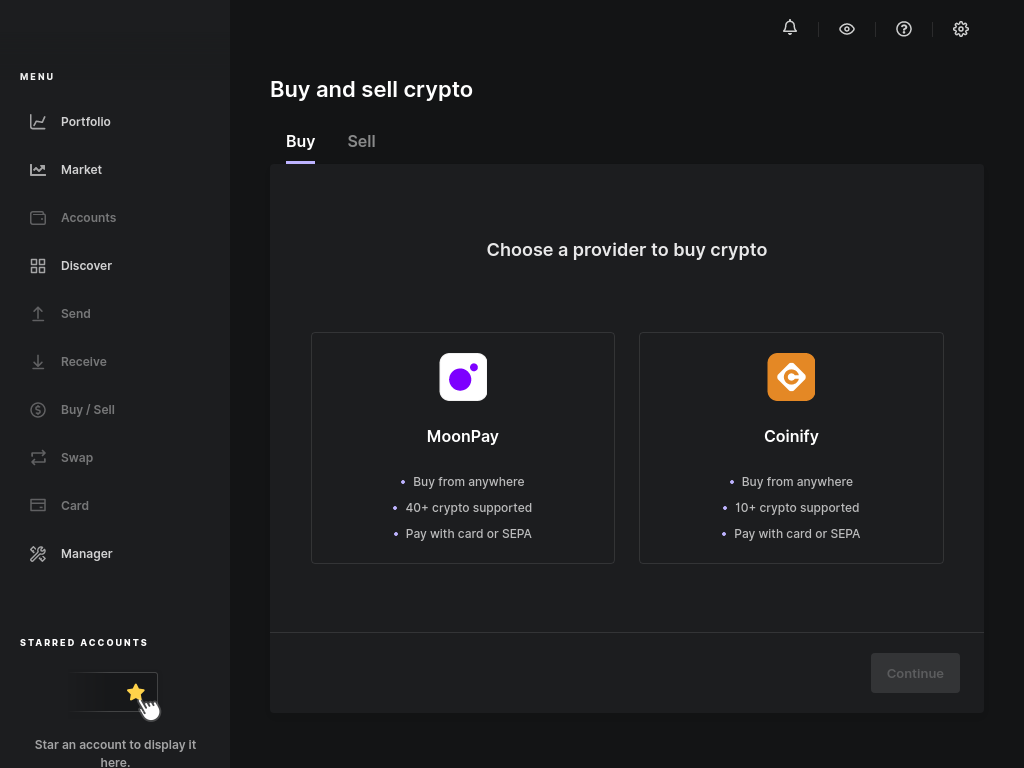 MENU
Portfolio
Market
Accounts
Discover
Send
Receive
Buy / Sell
Swap
Card
Manager
STARRED ACCOUNTS
Star an account to display it
here.
Buy and sell crypto
Buy Sell
Choose a provider to buy crypto
MoonPay
• Buy from anywhere
• 40+ crypto supported
• Pay with card or SEPA
Coinify
• Buy from anywhere
• 10+ crypto supported
• Pay with card or SEPA
Continue